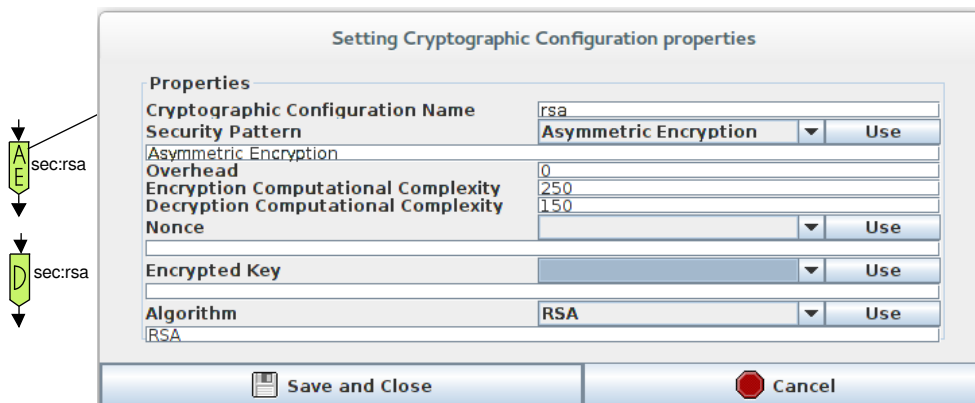 Setting Cryptographic Configuration properties
Properties
Cryptographic Configuration Name rsa
Security Pattern Asymmetric Encryption Use
Asymmetric Encryption
Overhead 0
Encryption Computational Complexity 250
Decryption Computational Complexity 150
Nonce Use
Encrypted Key Use
Algorithm RSA Use
RSA
Save and Close Cancel
A
E
sec:rsa
D
sec:rsa